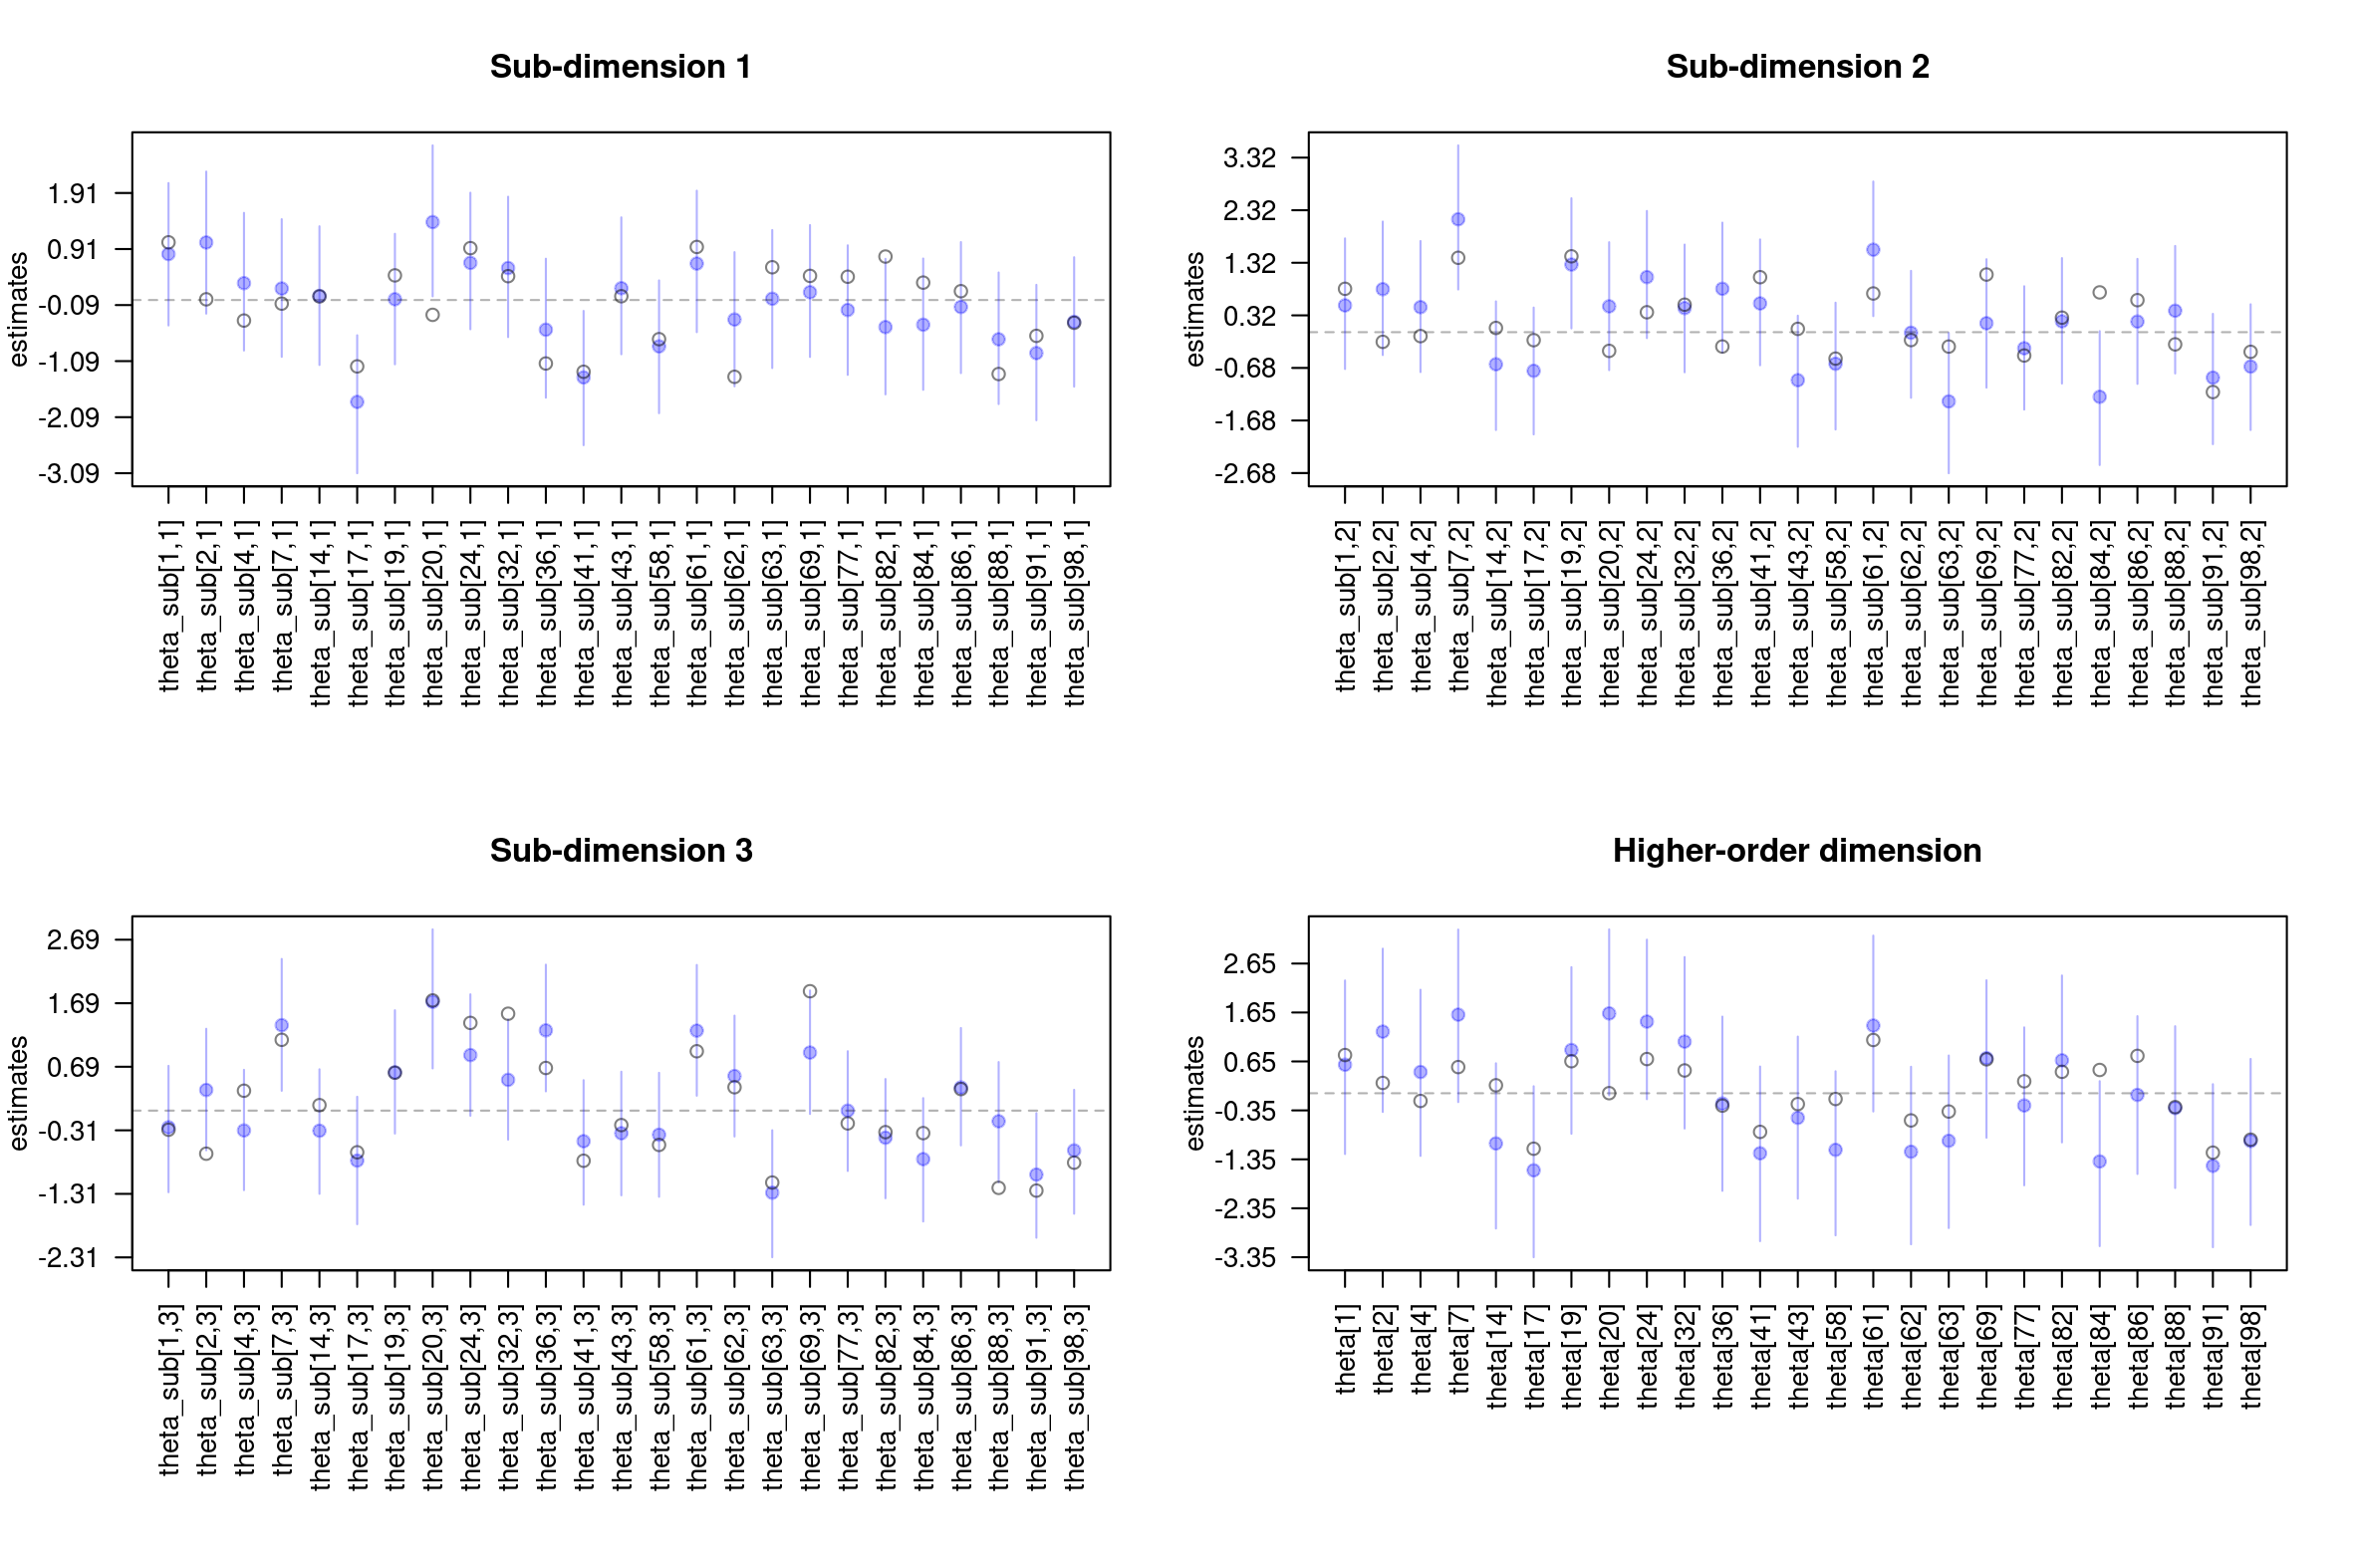 Sub-dimension 1
estimates
1.91
0.91
-0.09
-1.09
-2.09
-3.09
theta_sub[1,1]
theta_sub[2,1]
theta_sub[4,1]
theta_sub[7,1]
theta_sub[14,1]
theta_sub[17,1]
theta_sub[19,1]
theta_sub[20,1]
theta_sub[24,1]
theta_sub[32,1]
theta_sub[36,1]
theta_sub[41,1]
theta_sub[43,1]
theta_sub[58,1]
theta_sub[61,1]
theta_sub[62,1]
theta_sub[63,1]
theta_sub[69,1]
theta_sub[77,1]
theta_sub[82,1]
theta_sub[84,1]
theta_sub[86,1]
theta_sub[88,1]
theta_sub[91,1]
theta_sub[98,1]
Sub-dimension 2
estimates
3.32
2.32
1.32
0.32
-0.68
-1.68
-2.68
theta_sub[1,2]
theta_sub[2,2]
theta_sub[4,2]
theta_sub[7,2]
theta_sub[14,2]
theta_sub[17,2]
theta_sub[19,2]
theta_sub[20,2]
theta_sub[24,2]
theta_sub[32,2]
theta_sub[36,2]
theta_sub[41,2]
theta_sub[43,2]
theta_sub[58,2]
theta_sub[61,2]
theta_sub[62,2]
theta_sub[63,2]
theta_sub[69,2]
theta_sub[77,2]
theta_sub[82,2]
theta_sub[84,2]
theta_sub[86,2]
theta_sub[88,2]
theta_sub[91,2]
theta_sub[98,2]
Sub-dimension 3
estimates
2.69
1.69
0.69
-0.31
-1.31
-2.31
theta_sub[1,3]
theta_sub[2,3]
theta_sub[4,3]
theta_sub[7,3]
theta_sub[14,3]
theta_sub[17,3]
theta_sub[19,3]
theta_sub[20,3]
theta_sub[24,3]
theta_sub[32,3]
theta_sub[36,3]
theta_sub[41,3]
theta_sub[43,3]
theta_sub[58,3]
theta_sub[61,3]
theta_sub[62,3]
theta_sub[63,3]
theta_sub[69,3]
theta_sub[77,3]
theta_sub[82,3]
theta_sub[84,3]
theta_sub[86,3]
theta_sub[88,3]
theta_sub[91,3]
theta_sub[98,3]
Higher-order dimension
estimates
2.65
1.65
0.65
-0.35
-1.35
-2.35
-3.35
theta[1]
theta[2]
theta[4]
theta[7]
theta[14]
theta[17]
theta[19]
theta[20]
theta[24]
theta[32]
theta[36]
theta[41]
theta[43]
theta[58]
theta[61]
theta[62]
theta[63]
theta[69]
theta[77]
theta[82]
theta[84]
theta[86]
theta[88]
theta[91]
theta[98]